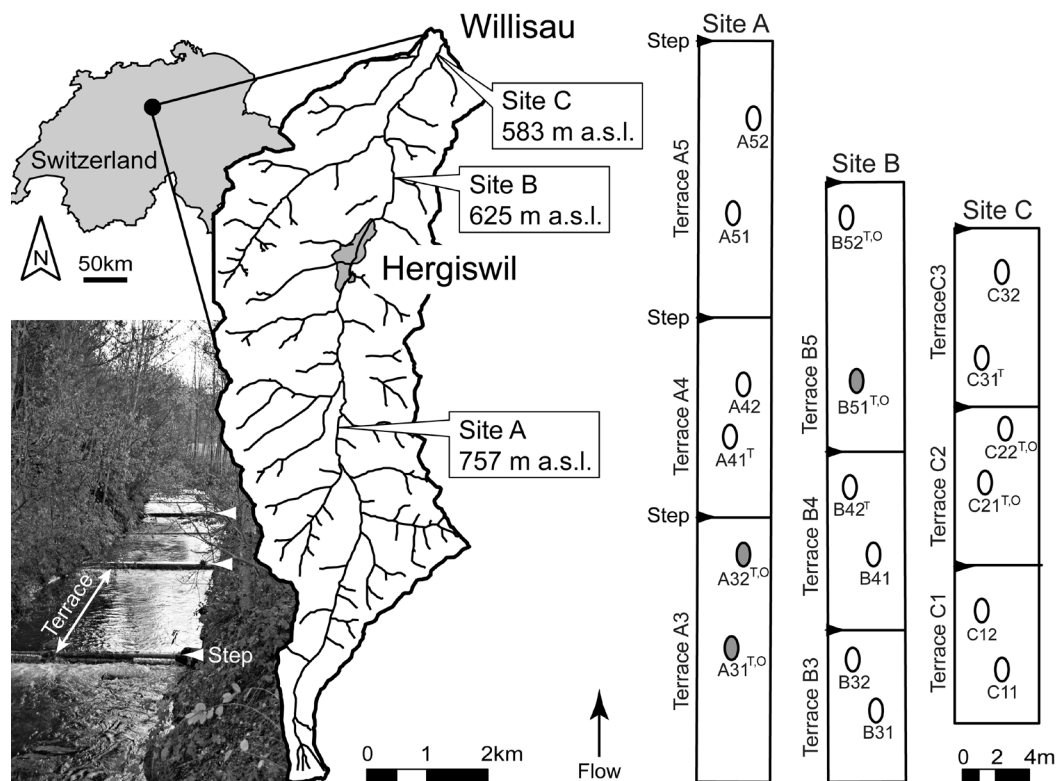 Willisau
Site C
583 m a.s.l.
Switzerland
Site B
625 m a.s.l.
N
50km
Hergiswil
Site A
757 m a.s.l.
Terrace
Step
0 1 2km
Flow
Site A
Step
A52
Terrace A5
A51
Step
A42
Terrace A4
A41T
Step
A32T,O
Terrace A3
A31T,O
Site B
B52T,O
Terrace B5
B51T,O
B42T
Terrace B4
B41
Terrace B3
B32
B31
Site C
TerraceC3
C32
C31T
C22T,O
Terrace C2
C21T,O
Terrace C1
C12
C11
0 2 4m